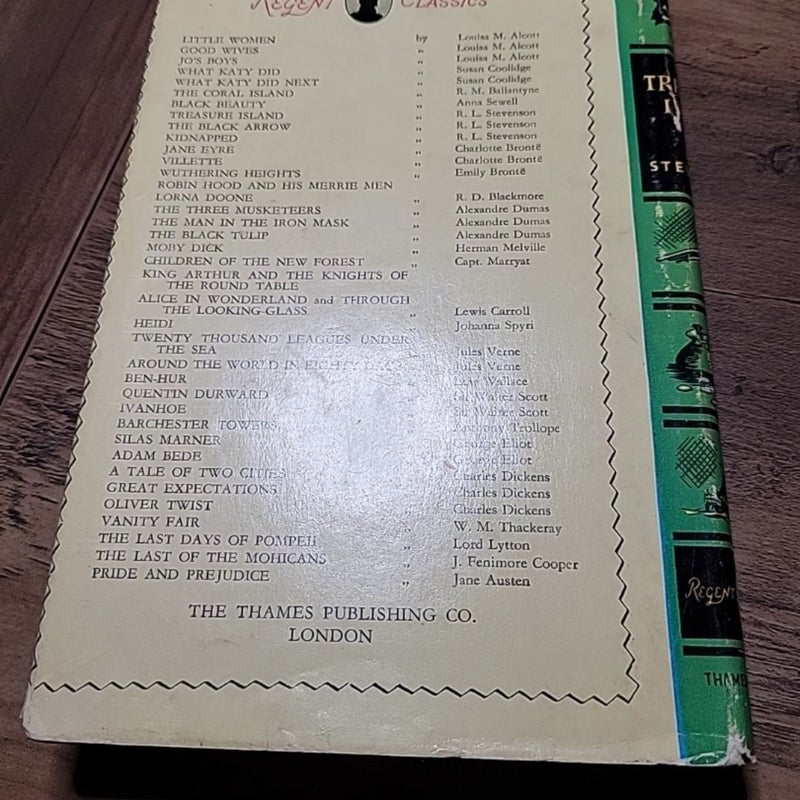 REGENT CLASSICS
LITTLE WOMEN by Louisa M. Alcott
GOOD WIVES " Louisa M. Alcott
JO'S BOYS " Louisa M. Alcott
WHAT KATY DID " Susan Coolidge
WHAT KATY DID NEXT " Susan Coolidge
THE CORAL ISLAND " R. M. Ballantyne
BLACK BEAUTY " Anna Sewell
TREASURE ISLAND " R. L. Stevenson
THE BLACK ARROW " R. L. Stevenson
KIDNAPPED " R. L. Stevenson
JANE EYRE " Charlotte Brontë
VILLETTE " Charlotte Brontë
WUTHERING HEIGHTS " Emily Brontë
ROBIN HOOD AND HIS MERRIE MEN
LORNA DOONE " R. D. Blackmore
THE THREE MUSKETEERS " Alexandre Dumas
THE MAN IN THE IRON MASK " Alexandre Dumas
THE BLACK TULIP " Alexandre Dumas
MOBY DICK " Herman Melville
CHILDREN OF THE NEW FOREST " Capt. Marryat
KING ARTHUR AND THE KNIGHTS OF
THE ROUND TABLE
ALICE IN WONDERLAND and THROUGH
THE LOOKING-GLASS " Lewis Carroll
HEIDI " Johanna Spyri
TWENTY THOUSAND LEAGUES UNDER
THE SEA " Jules Verne
AROUND THE WORLD IN EIGHTY DAYS " Jules Verne
BEN-HUR " Lew Wallace
QUENTIN DURWARD " Sir Walter Scott
IVANHOE " Sir Walter Scott
BARCHESTER TOWERS " Anthony Trollope
SILAS MARNER " George Eliot
ADAM BEDE " George Eliot
A TALE OF TWO CITIES " Charles Dickens
GREAT EXPECTATIONS " Charles Dickens
OLIVER TWIST " Charles Dickens
VANITY FAIR " W. M. Thackeray
THE LAST DAYS OF POMPEII " Lord Lytton
THE LAST OF THE MOHICANS " J. Fenimore Cooper
PRIDE AND PREJUDICE " Jane Austen
THE THAMES PUBLISHING CO.
LONDON
TR
I
STE
REGENT
THAME